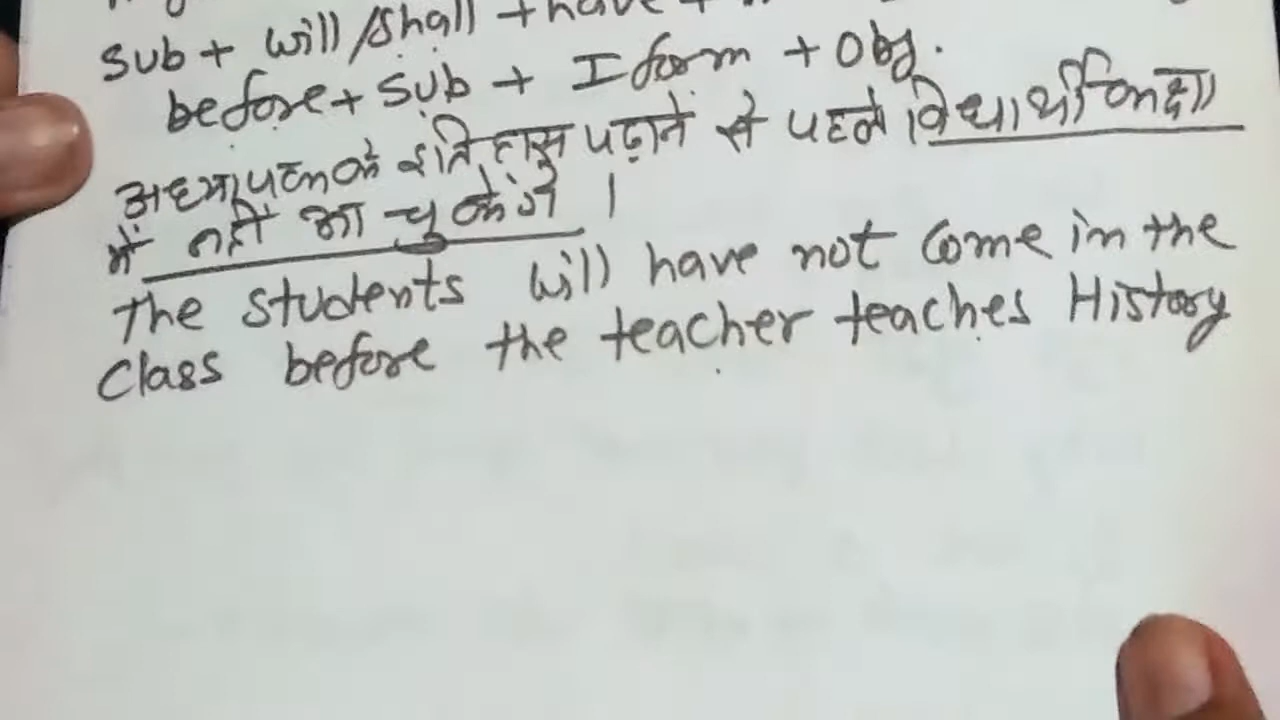 sub + will/shall + have +
before + sub + I form + Obj.
अध्यापक के इतिहास पढ़ाने से पहले विद्यार्थी कक्षा
में नहीं आ चुकेंगे ।
The students will have not come in the
Class before the teacher teaches History